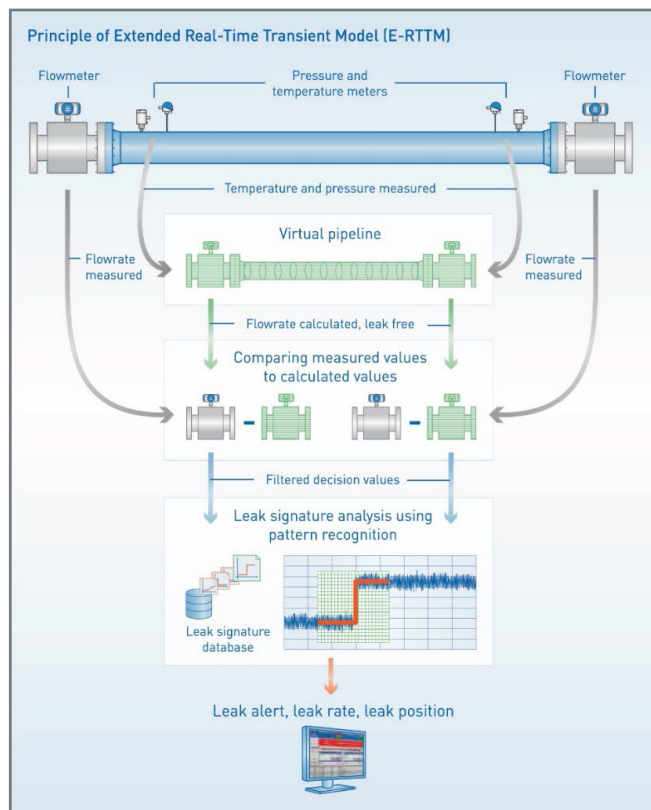 Principle of Extended Real-Time Transient Model (E-RTTM)
Flowmeter
Pressure and
temperature meters
Flowmeter
Temperature and pressure measured
Virtual pipeline
Flowrate
measured
Flowrate
measured
Flowrate calculated, leak free
Comparing measured values
to calculated values
Filtered decision values
Leak signature analysis using
pattern recognition
Leak signature
database
Leak alert, leak rate, leak position